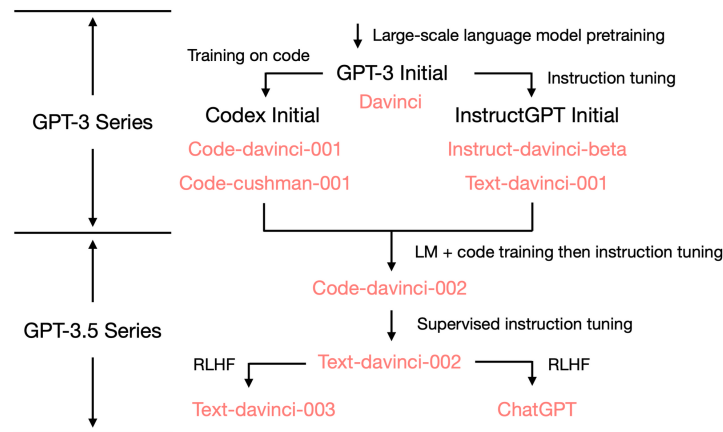 Large-scale language model pretraining
Training on code
GPT-3 Initial
Instruction tuning
Davinci
Codex Initial
InstructGPT Initial
GPT-3 Series
Code-davinci-001
Instruct-davinci-beta
Code-cushman-001
Text-davinci-001
LM + code training then instruction tuning
Code-davinci-002
GPT-3.5 Series
Supervised instruction tuning
RLHF
Text-davinci-002
RLHF
Text-davinci-003
ChatGPT